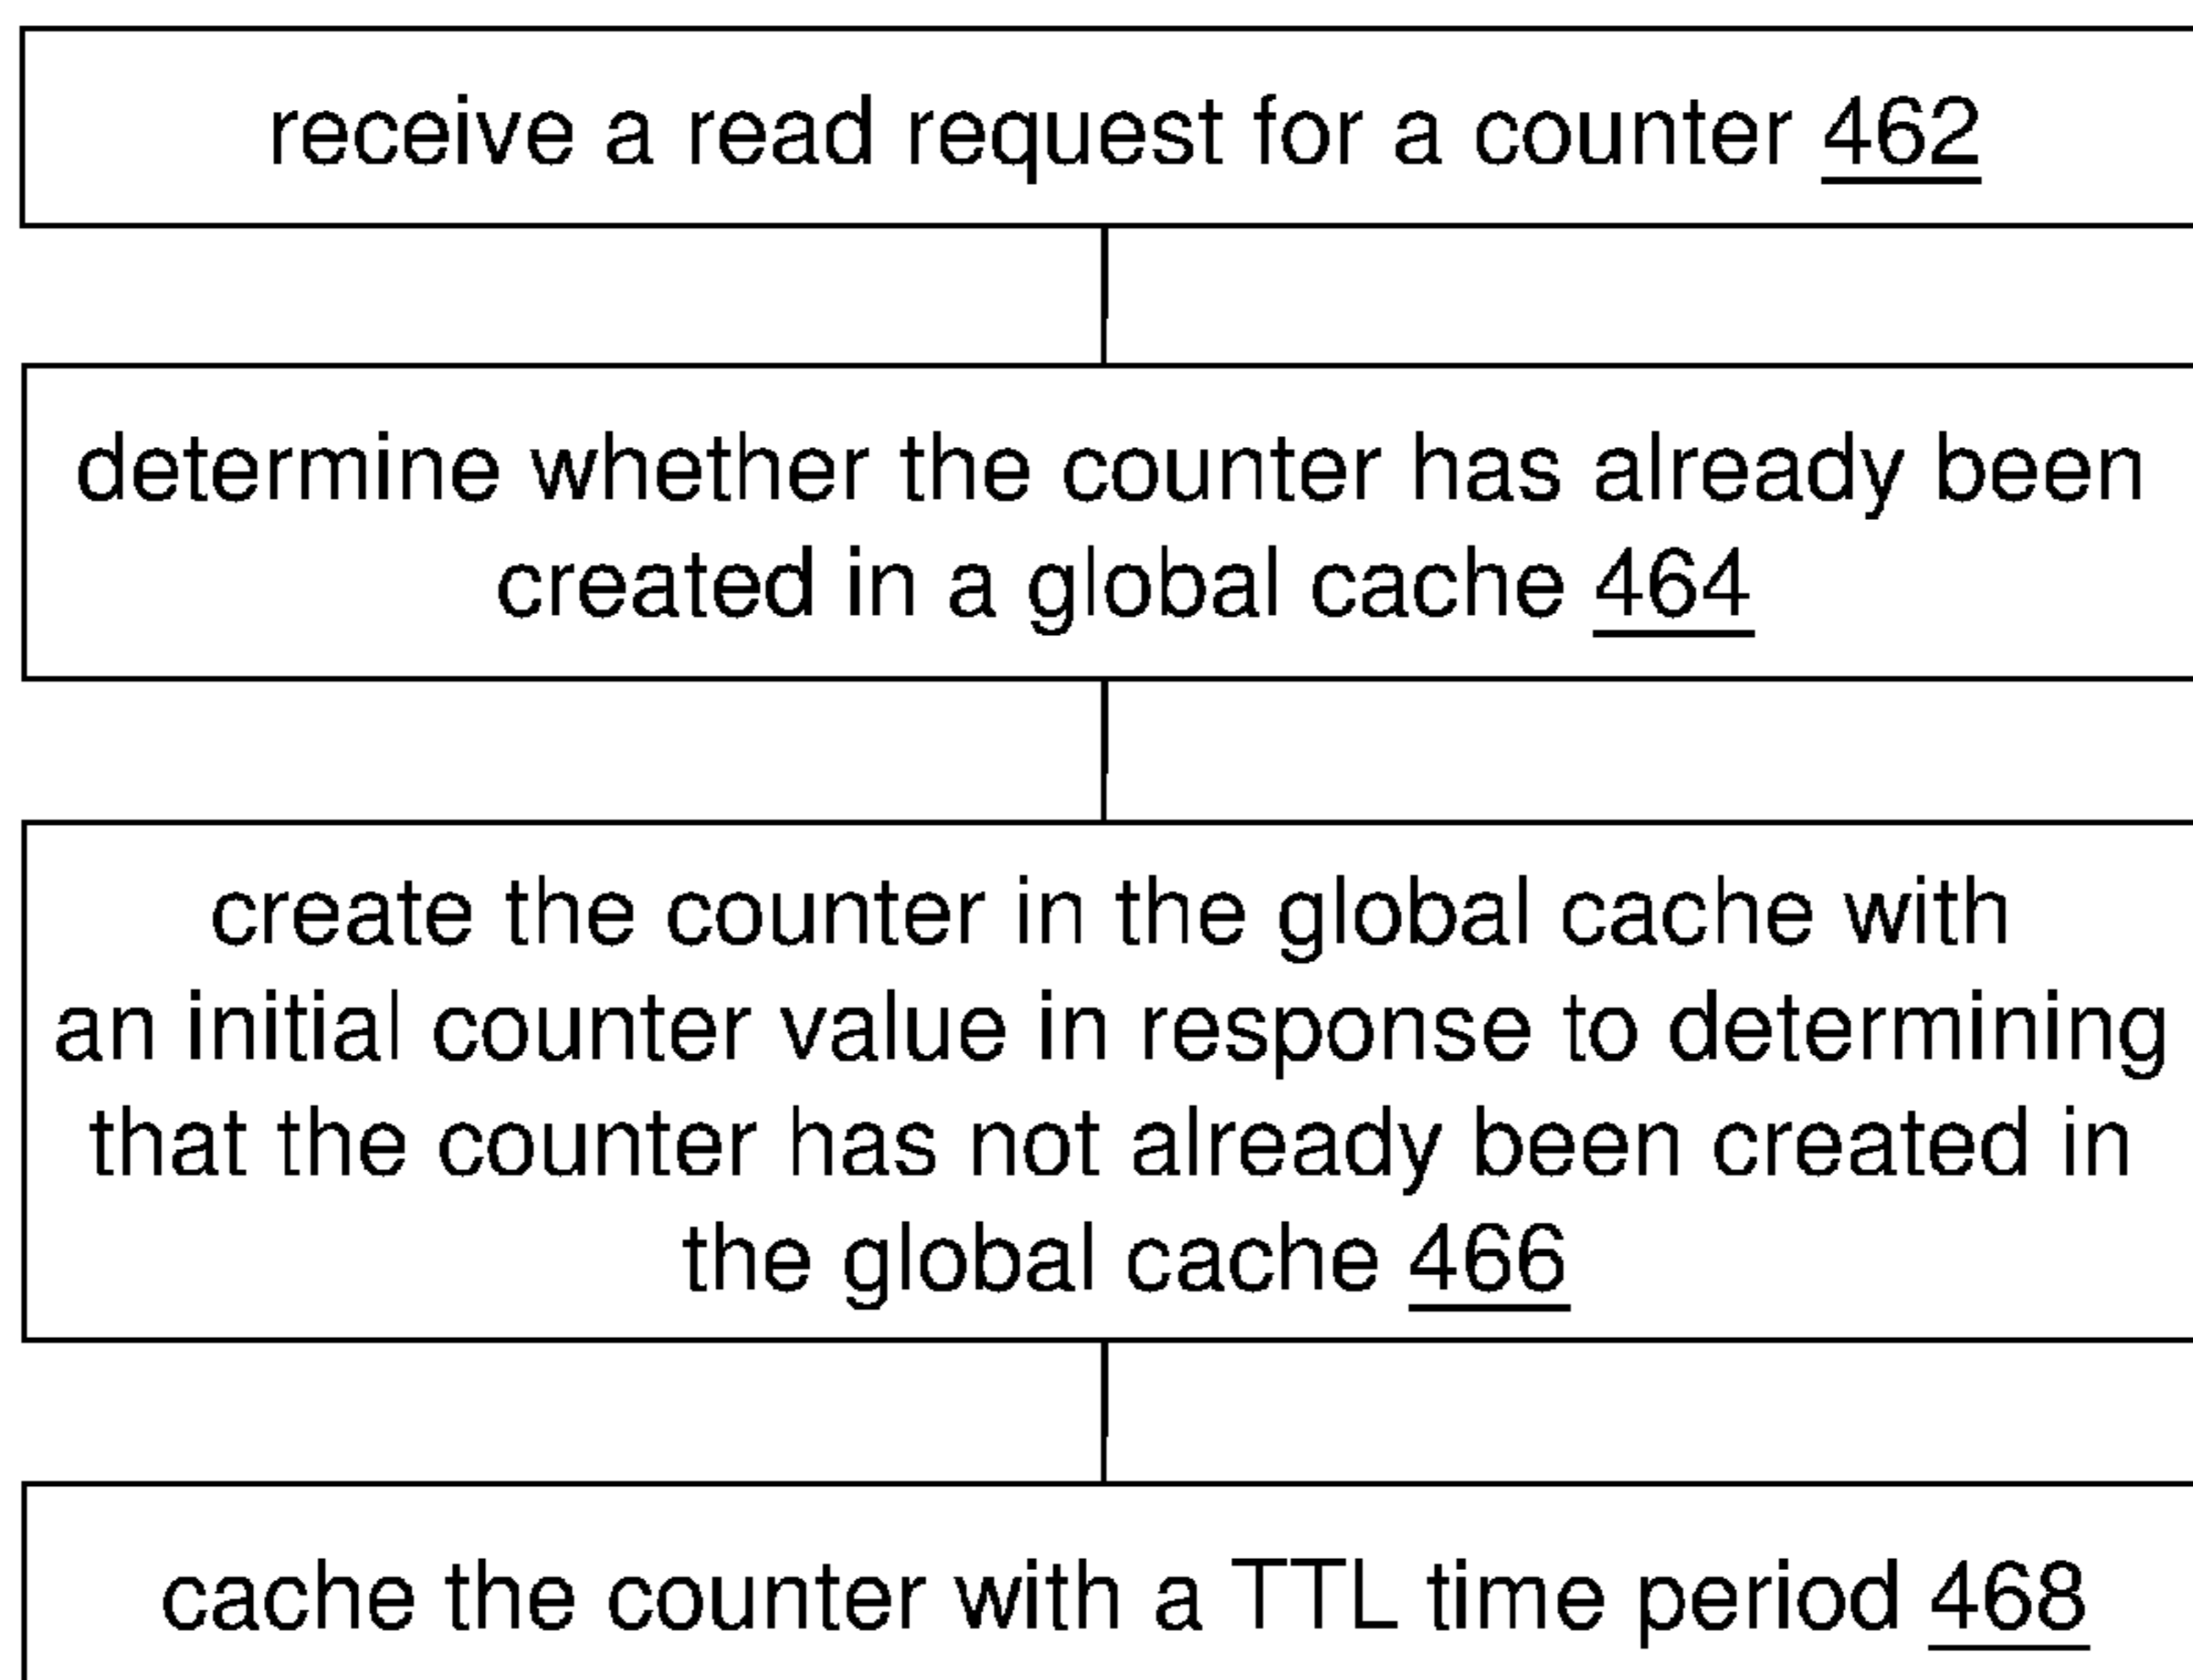 receive a read request for a counter 462
determine whether the counter has already been
created in a global cache 464
create the counter in the global cache with
an initial counter value in response to determining
that the counter has not already been created in
the global cache 466
cache the counter with a TTL time period 468